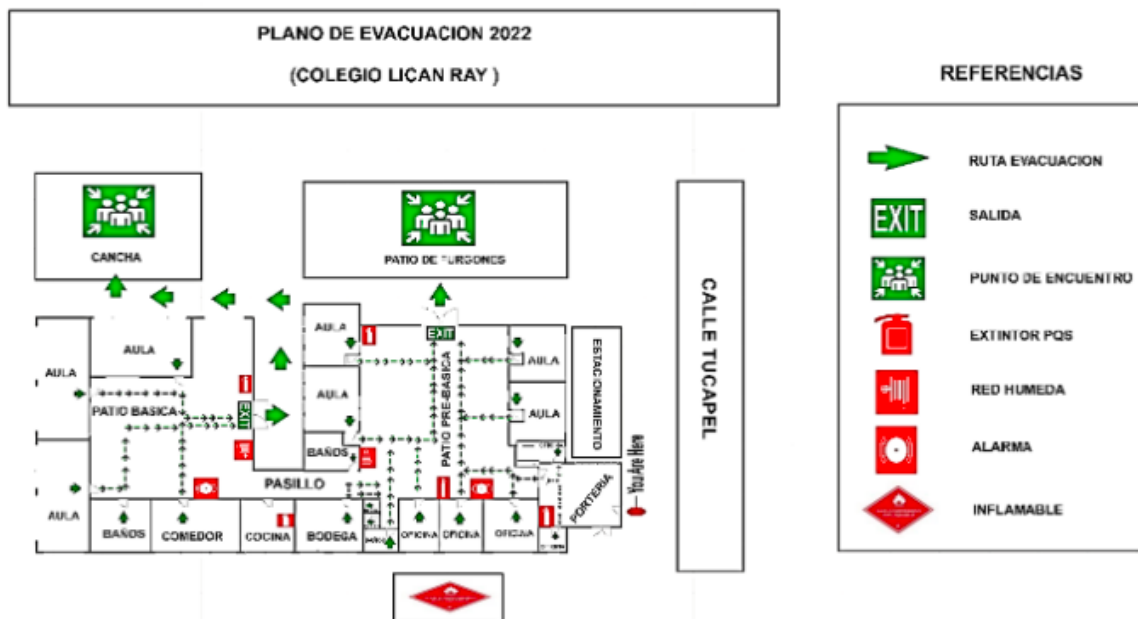 PLANO DE EVACUACION 2022
(COLEGIO LICAN RAY )
REFERENCIAS
RUTA EVACUACION
EXIT
SALIDA
PUNTO DE ENCUENTRO
EXTINTOR PQS
RED HUMEDA
ALARMA
INFLAMABLE
CANCHA
PATIO DE FURGONES
CALLE TUCAPEL
AULA
AULA
AULA
EXIT
AULA
ESTACIONAMIENTO
AULA
AULA
PATIO BASICA
EXIT
PATIO PRE-BASICA
AULA
BAÑOS
PASILLO
You Are Here
PORTERIA
AULA
BAÑOS
COMEDOR
COCINA
BODEGA
OFICINA
OFICINA
OFICINA